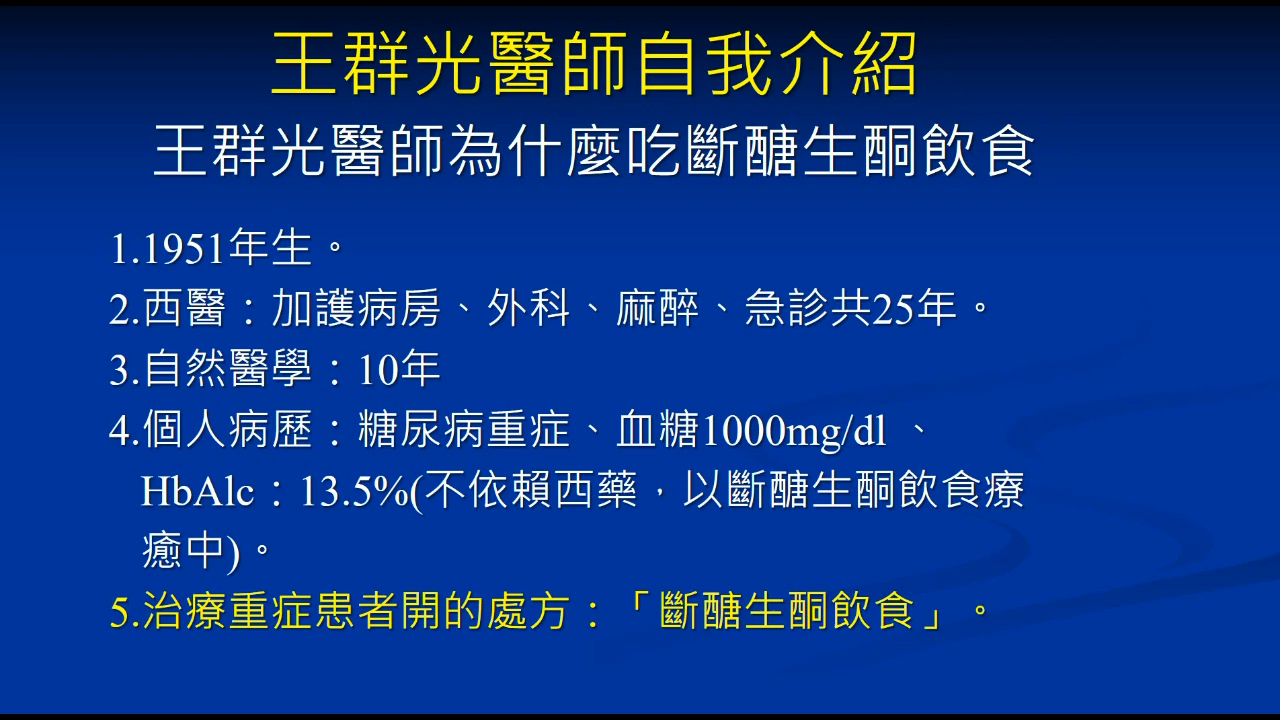 王群光醫師自我介紹
王群光醫師為什麼吃斷醣生酮飲食
1.1951年生。
2.西醫：加護病房、外科、麻醉、急診共25年。
3.自然醫學：10年
4.個人病歷：糖尿病重症、血糖1000mg/dl 、
HbAlc：13.5%(不依賴西藥，以斷醣生酮飲食療
癒中)。
5.治療重症患者開的處方：「斷醣生酮飲食」。